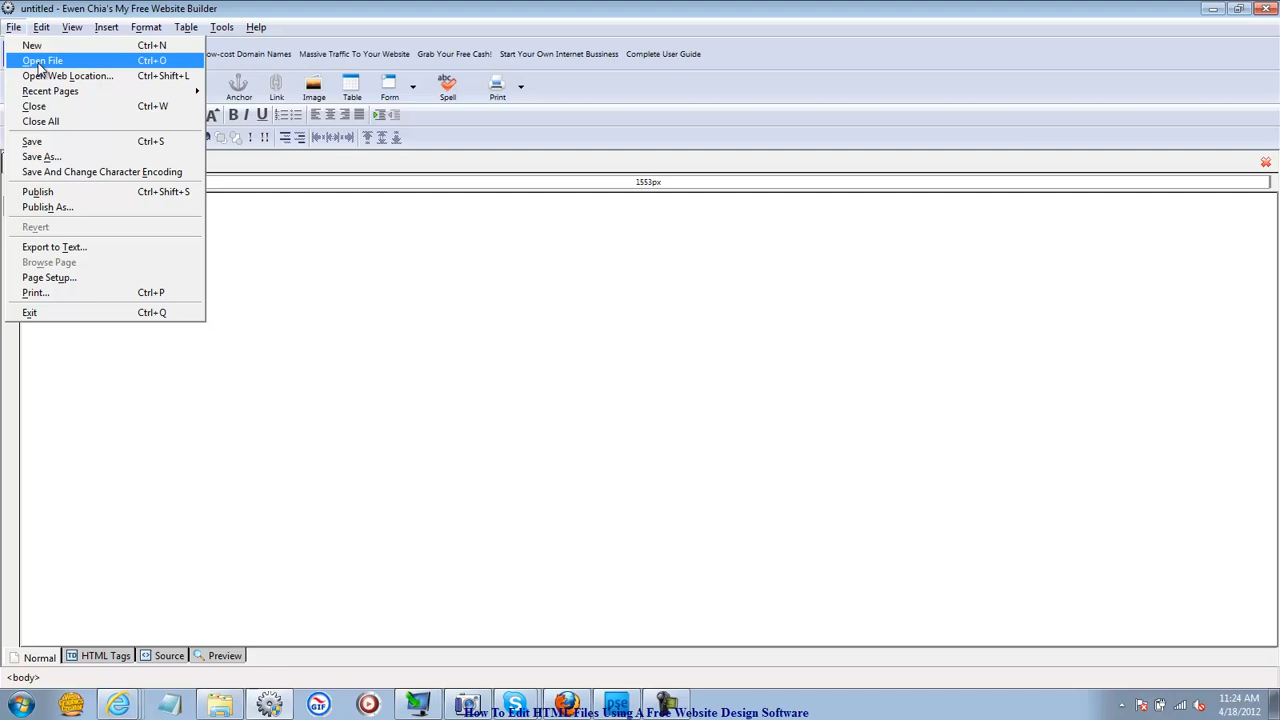 untitled - Ewen Chia's My Free Website Builder
File Edit View Insert Format Table Tools Help
New Ctrl+N
Open File Ctrl+O
Open Web Location... Ctrl+Shift+L
Recent Pages
Close Ctrl+W
Close All
Save Ctrl+S
Save As...
Save And Change Character Encoding
Publish Ctrl+Shift+S
Publish As...
Revert
Export to Text...
Browse Page
Page Setup...
Print... Ctrl+P
Exit Ctrl+Q
ow-cost Domain Names Massive Traffic To Your Website Grab Your Free Cash! Start Your Own Internet Bussiness Complete User Guide
Anchor Link Image Table Form Spell Print
A B I U
! !!
1553px
Normal TD HTML Tags Source Preview
<body>
GIF pse
11:24 AM
4/18/2012
How To Edit HTML Files Using A Free Website Design Software